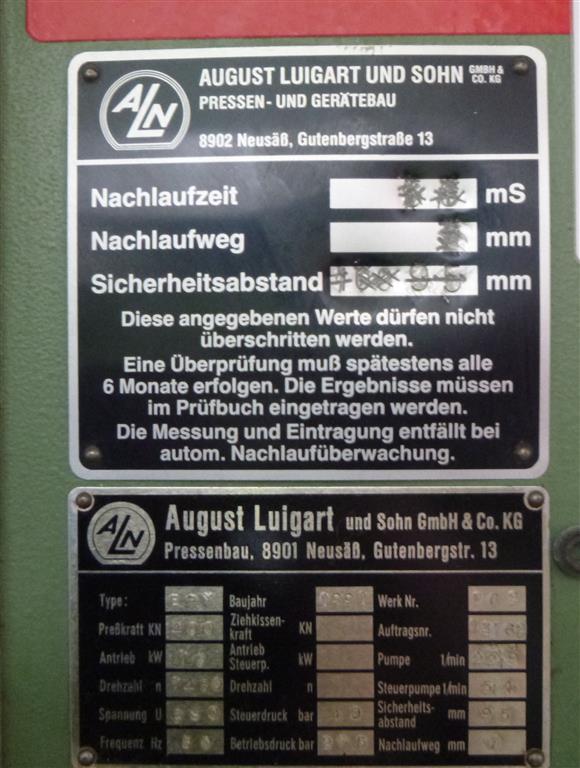 ALN
AUGUST LUIGART UND SOHN GMBH & CO. KG
PRESSEN- UND GERÄTEBAU
8902 Neusäß, Gutenbergstraße 13
Nachlaufzeit mS
Nachlaufweg mm
Sicherheitsabstand mm
Diese angegebenen Werte dürfen nicht
überschritten werden.
Eine Überprüfung muß spätestens alle
6 Monate erfolgen. Die Ergebnisse müssen
im Prüfbuch eingetragen werden.
Die Messung und Eintragung entfällt bei
autom. Nachlaufüberwachung.
ALN
August Luigart und Sohn GmbH & Co. KG
Pressenbau, 8901 Neusäß, Gutenbergstr. 13
Type: Baujahr Werk Nr.
Preßkraft KN Ziehkissen-kraft KN Auftragsnr.
Antrieb kW Antrieb Steuerp. kW Pumpe 1/min
Drehzahl n Drehzahl n Steuerpumpe 1/min
Spannung U Steuerdruck bar Sicherheits-abstand mm
Frequenz Hz Betriebsdruck bar Nachlaufweg mm